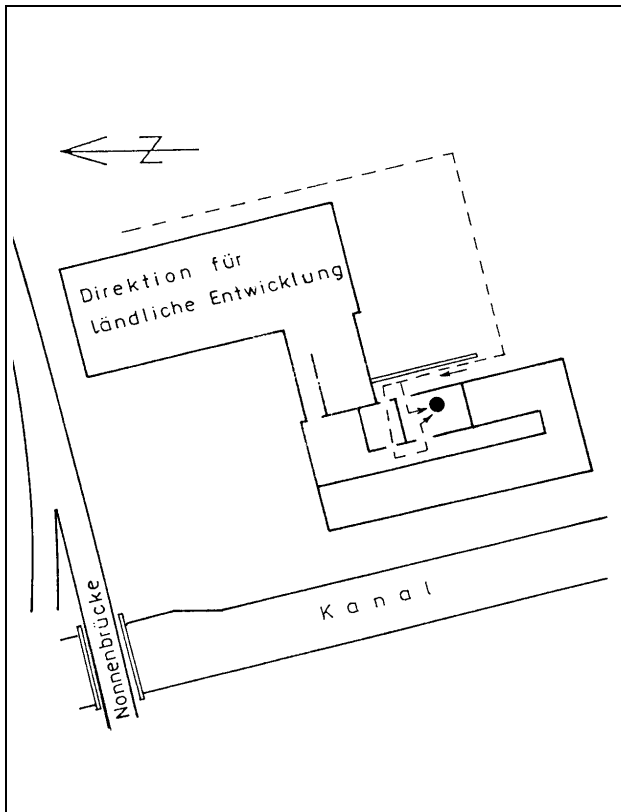 N
Direktion für
ländliche Entwicklung
Kanal
Nonnenbrücke